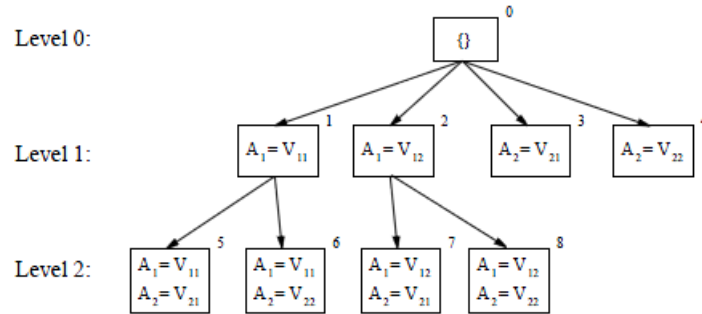 0
Level 0: {}
1 2 3
Level 1: A₁= V₁₁ A₁= V₁₂ A₂= V₂₁ A₂= V₂₂
5 6 7 8
A₁= V₁₁ A₁= V₁₁ A₁= V₁₂ A₁= V₁₂
Level 2:
A₂= V₂₁ A₂= V₂₂ A₂= V₂₁ A₂= V₂₂